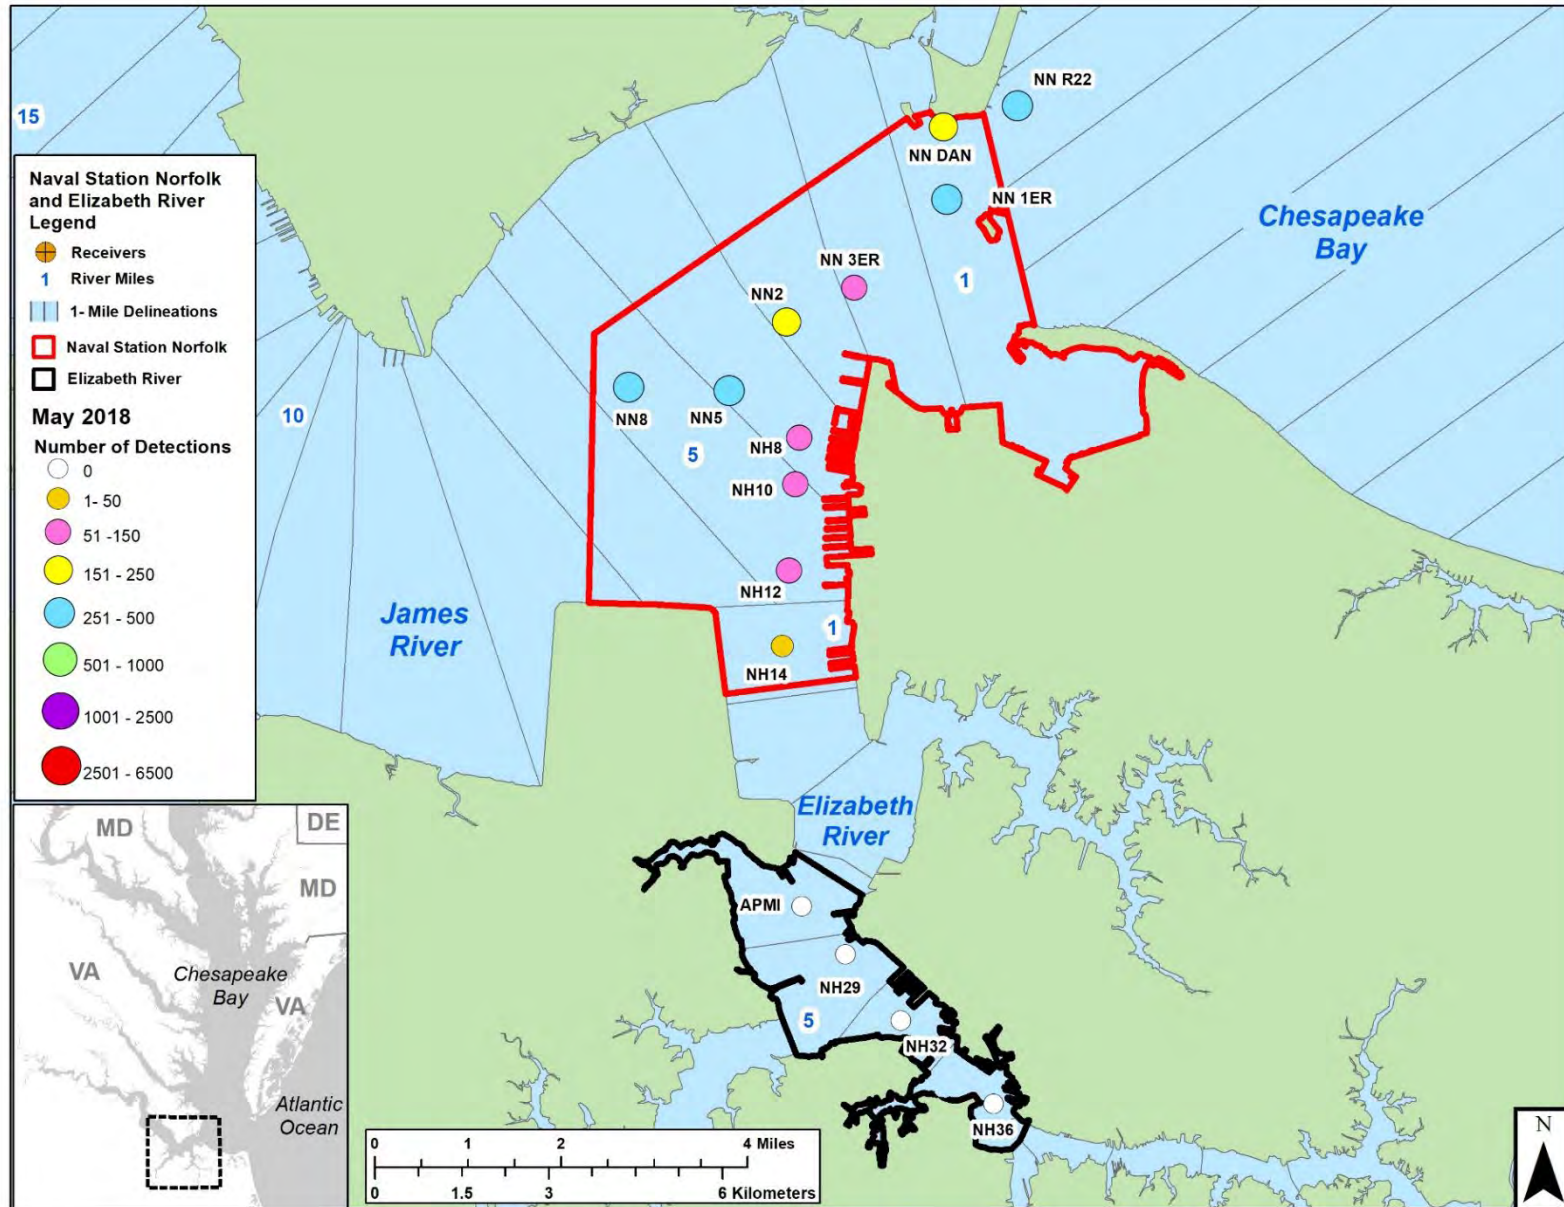 NN R22
15
NN DAN
Naval Station Norfolk
and Elizabeth River
Legend
Receivers
1 River Miles
1- Mile Delineations
Naval Station Norfolk
Elizabeth River
May 2018
Number of Detections
0
1- 50
51 -150
151 - 250
251 - 500
501 - 1000
1001 - 2500
2501 - 6500
NN 1ER
Chesapeake
Bay
NN 3ER
1
NN2
NN8
NN5
10
NH8
5
NH10
NH12
James
River
1
NH14
Elizabeth
River
APMI
NH29
5
NH32
NH36
MD
DE
MD
VA
Chesapeake
Bay
VA
Atlantic
Ocean
0 1 2 4 Miles
0 1.5 3 6 Kilometers
N